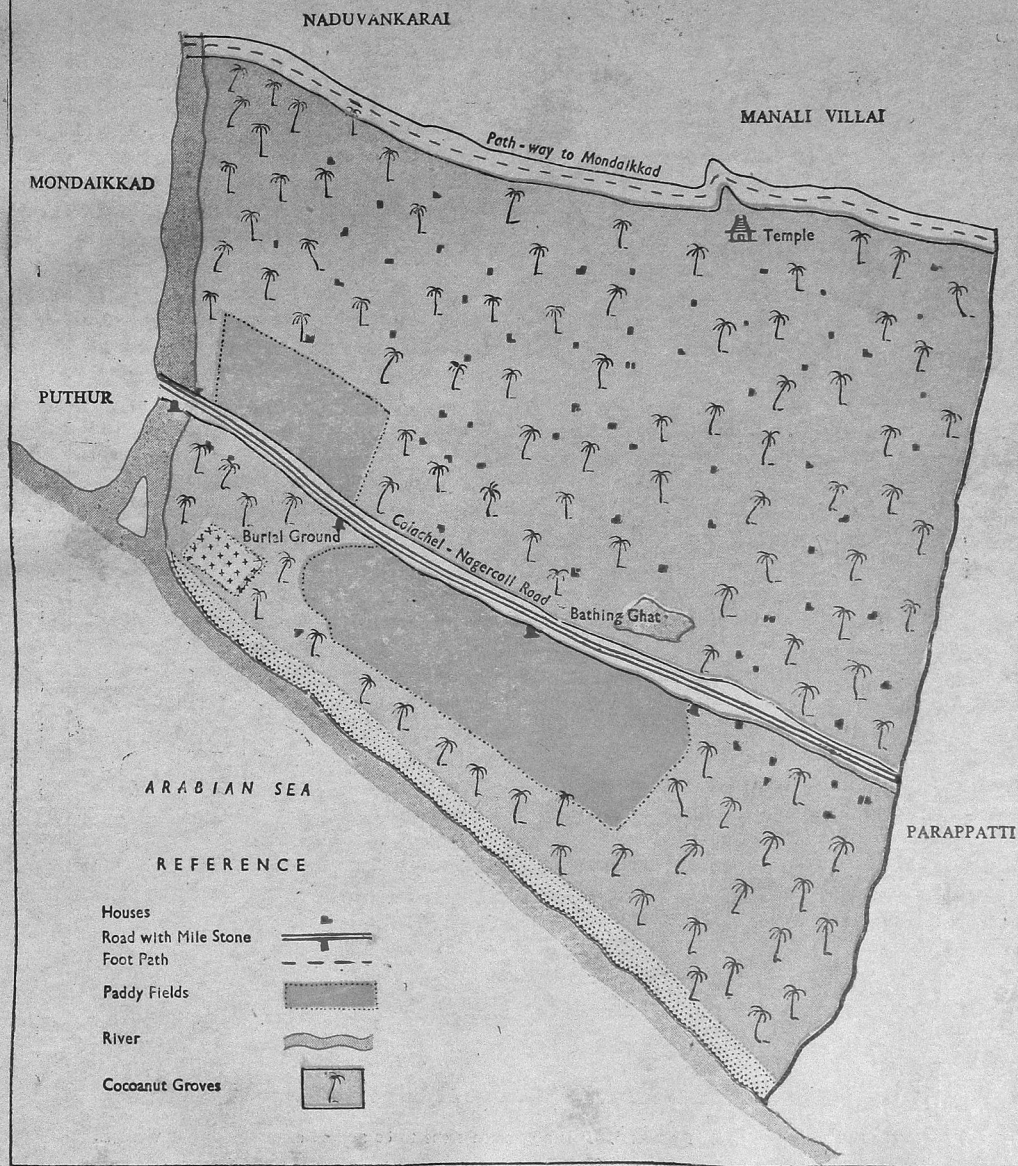 NADUVANKARAI
MANALI VILLAI
Path-way to Mondaikkad
MONDAIKKAD
Temple
PUTHUR
Burial Ground
Colachel - Nagercoil Road
Bathing Ghat
ARABIAN SEA
PARAPPATTI
REFERENCE
Houses
Road with Mile Stone
Foot Path
Paddy Fields
River
Cocoanut Groves